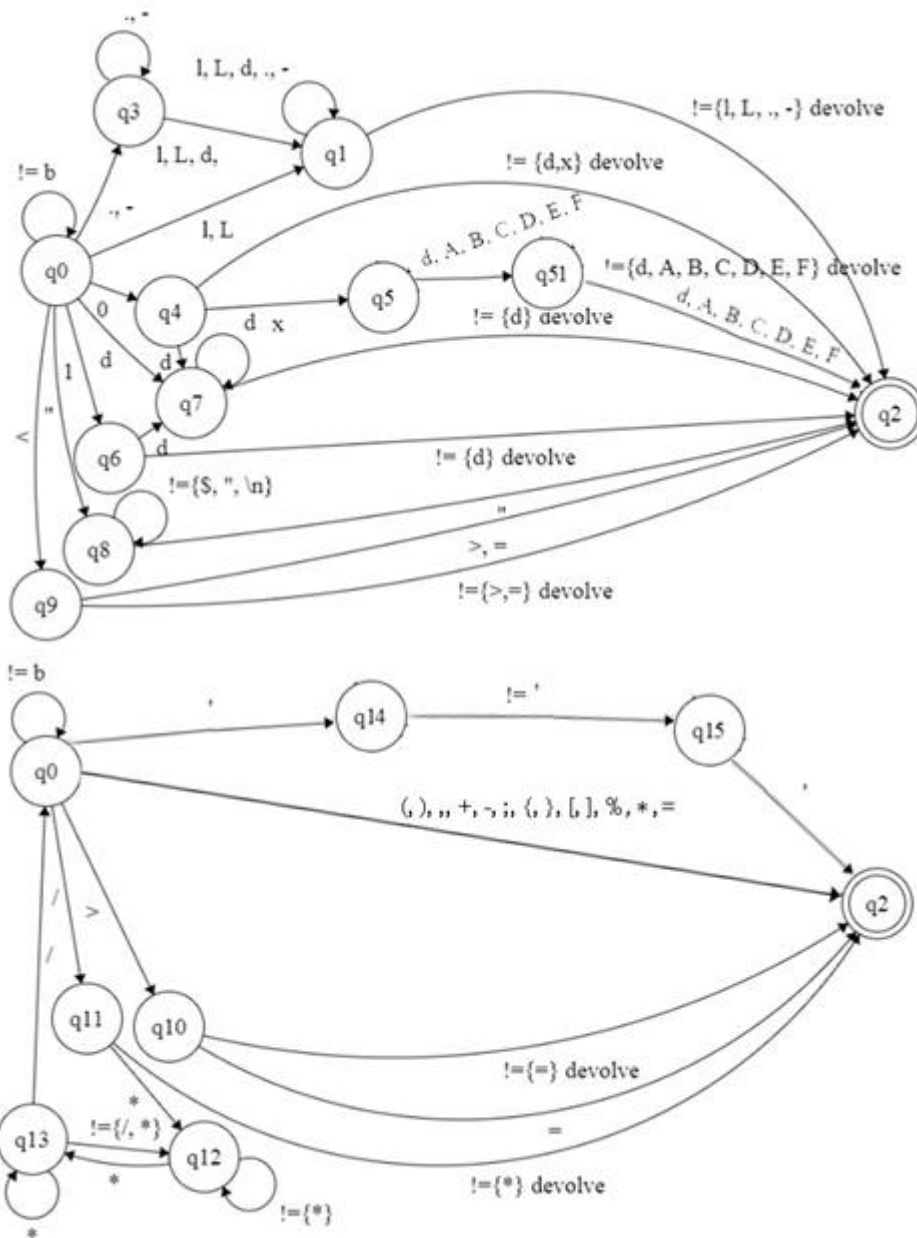 ., -
l, L, d, ., -
q3
q1
!={l, L, ., -} devolve
l, L, d,
!= b
!= {d,x} devolve
., -
l, L
d, A, B, C, D, E, F
q0
q5
q51
!={d, A, B, C, D, E, F} devolve
0
q4
d x
!= {d} devolve
d, A, B, C, D, E, F
d
d
l
q7
q2
"
<
q6
d
!= {d} devolve
!={$, ", \n}
q8
"
>, =
q9
!={>,=} devolve
!= b
'
!= '
q14
q15
q0
'
(, ), ,, +, -, ;, {, }, [, ], %, *, =
q2
/
>
/
q11
q10
!={=} devolve
*
!={/, *}
=
q13
q12
*
!={*} devolve
!={*}
*